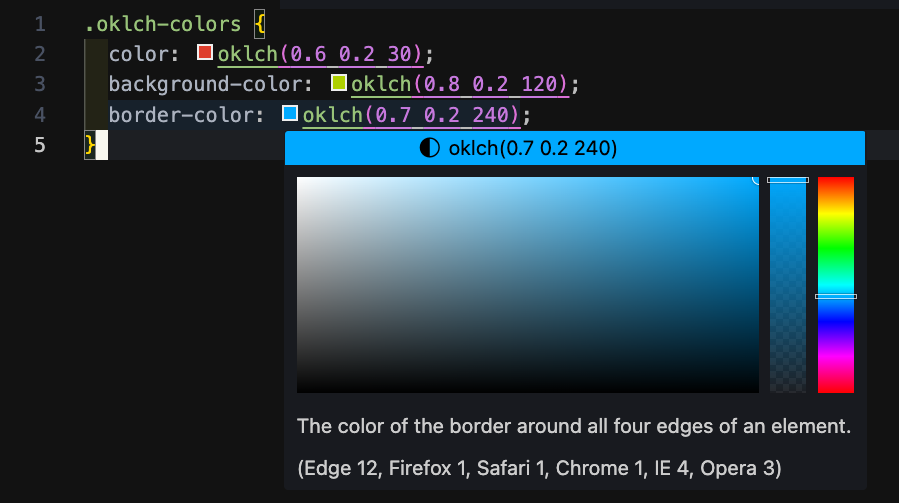 1 .oklch-colors {
2 color: oklch(0.6 0.2 30);
3 background-color: oklch(0.8 0.2 120);
4 border-color: oklch(0.7 0.2 240);
5 }
oklch(0.7 0.2 240)
The color of the border around all four edges of an element.
(Edge 12, Firefox 1, Safari 1, Chrome 1, IE 4, Opera 3)